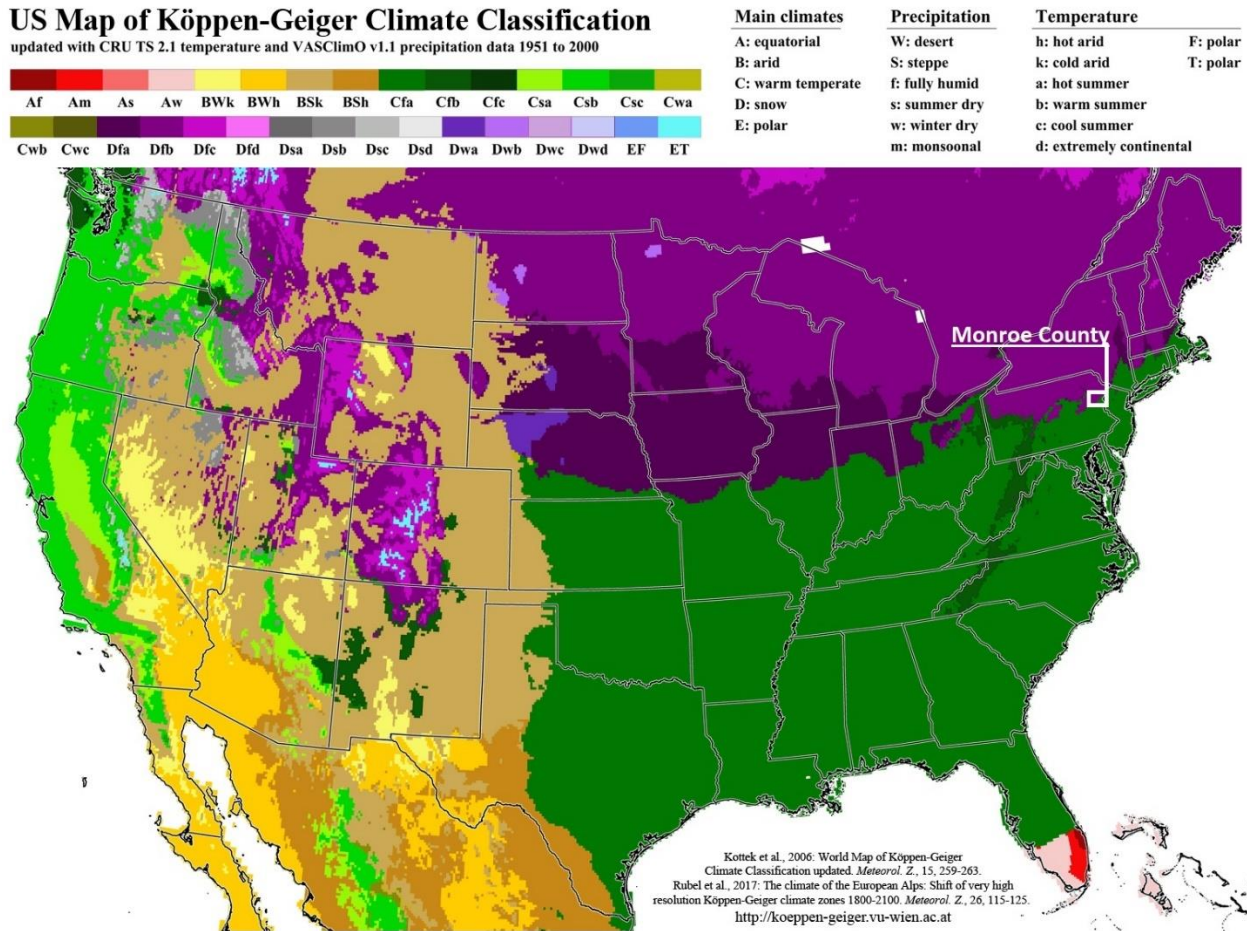 US Map of Köppen-Geiger Climate Classification
updated with CRU TS 2.1 temperature and VASClimO v1.1 precipitation data 1951 to 2000
Af Am As Aw BWk BWh BSk BSh Cfa Cfb Cfc Csa Csb Csc Cwa
Cwb Cwc Dfa Dfb Dfc Dfd Dsa Dsb Dsc Dsd Dwa Dwb Dwc Dwd EF ET
Main climates
A: equatorial
B: arid
C: warm temperate
D: snow
E: polar
Precipitation
W: desert
S: steppe
f: fully humid
s: summer dry
w: winter dry
m: monsoonal
Temperature
h: hot arid F: polar
k: cold arid T: polar
a: hot summer
b: warm summer
c: cool summer
d: extremely continental
Monroe County
Kottek et al., 2006: World Map of Köppen-Geiger
Climate Classification updated. Meteorol. Z., 15, 259-263.
Rubel et al., 2017: The climate of the European Alps: Shift of very high
resolution Köppen-Geiger climate zones 1800-2100. Meteorol. Z., 26, 115-125.
http://koeppen-geiger.vu-wien.ac.at